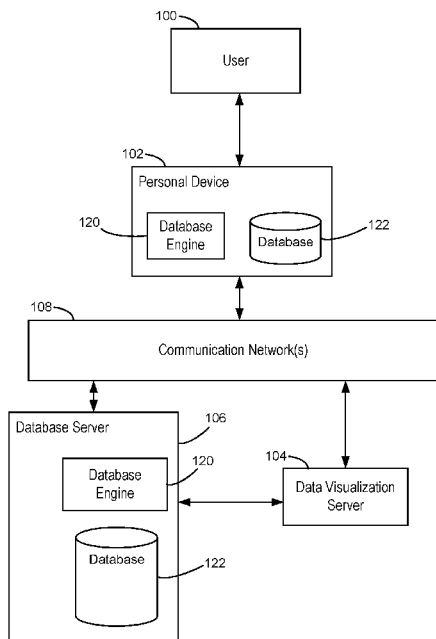 100
User
102
Personal Device
120
Database
Engine
Database
122
108
Communication Network(s)
Database Server
106
Database
Engine
120
104
Data Visualization
Server
Database
122